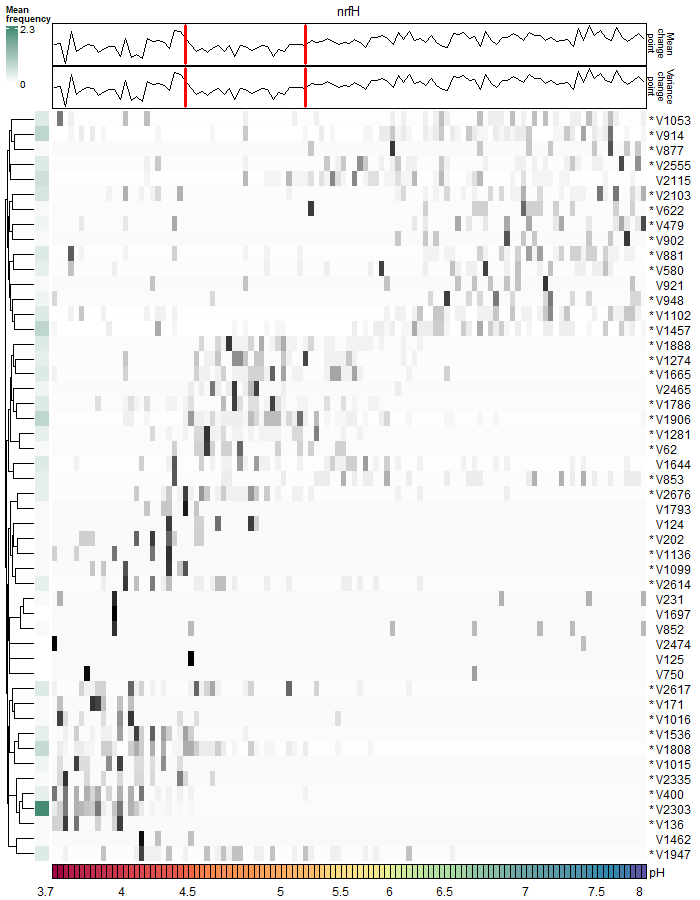 Mean
frequency
2.3
0
nrfH
Mean
change
point
Variance
change
point
*V1053
*V914
*V877
*V2555
V2115
*V2103
*V622
*V479
*V902
*V881
*V580
V921
*V948
*V1102
*V1457
*V1888
*V1274
*V1665
V2465
*V1786
*V1906
*V1281
*V62
V1644
*V853
*V2676
V1793
V124
*V202
*V1136
*V1099
*V2614
V231
V1697
V852
V2474
V125
V750
*V2617
*V171
*V1016
*V1536
*V1808
*V1015
*V2335
*V400
*V2303
*V136
V1462
*V1947
pH
3.7 4 4.5 5 5.5 6 6.5 7 7.5 8